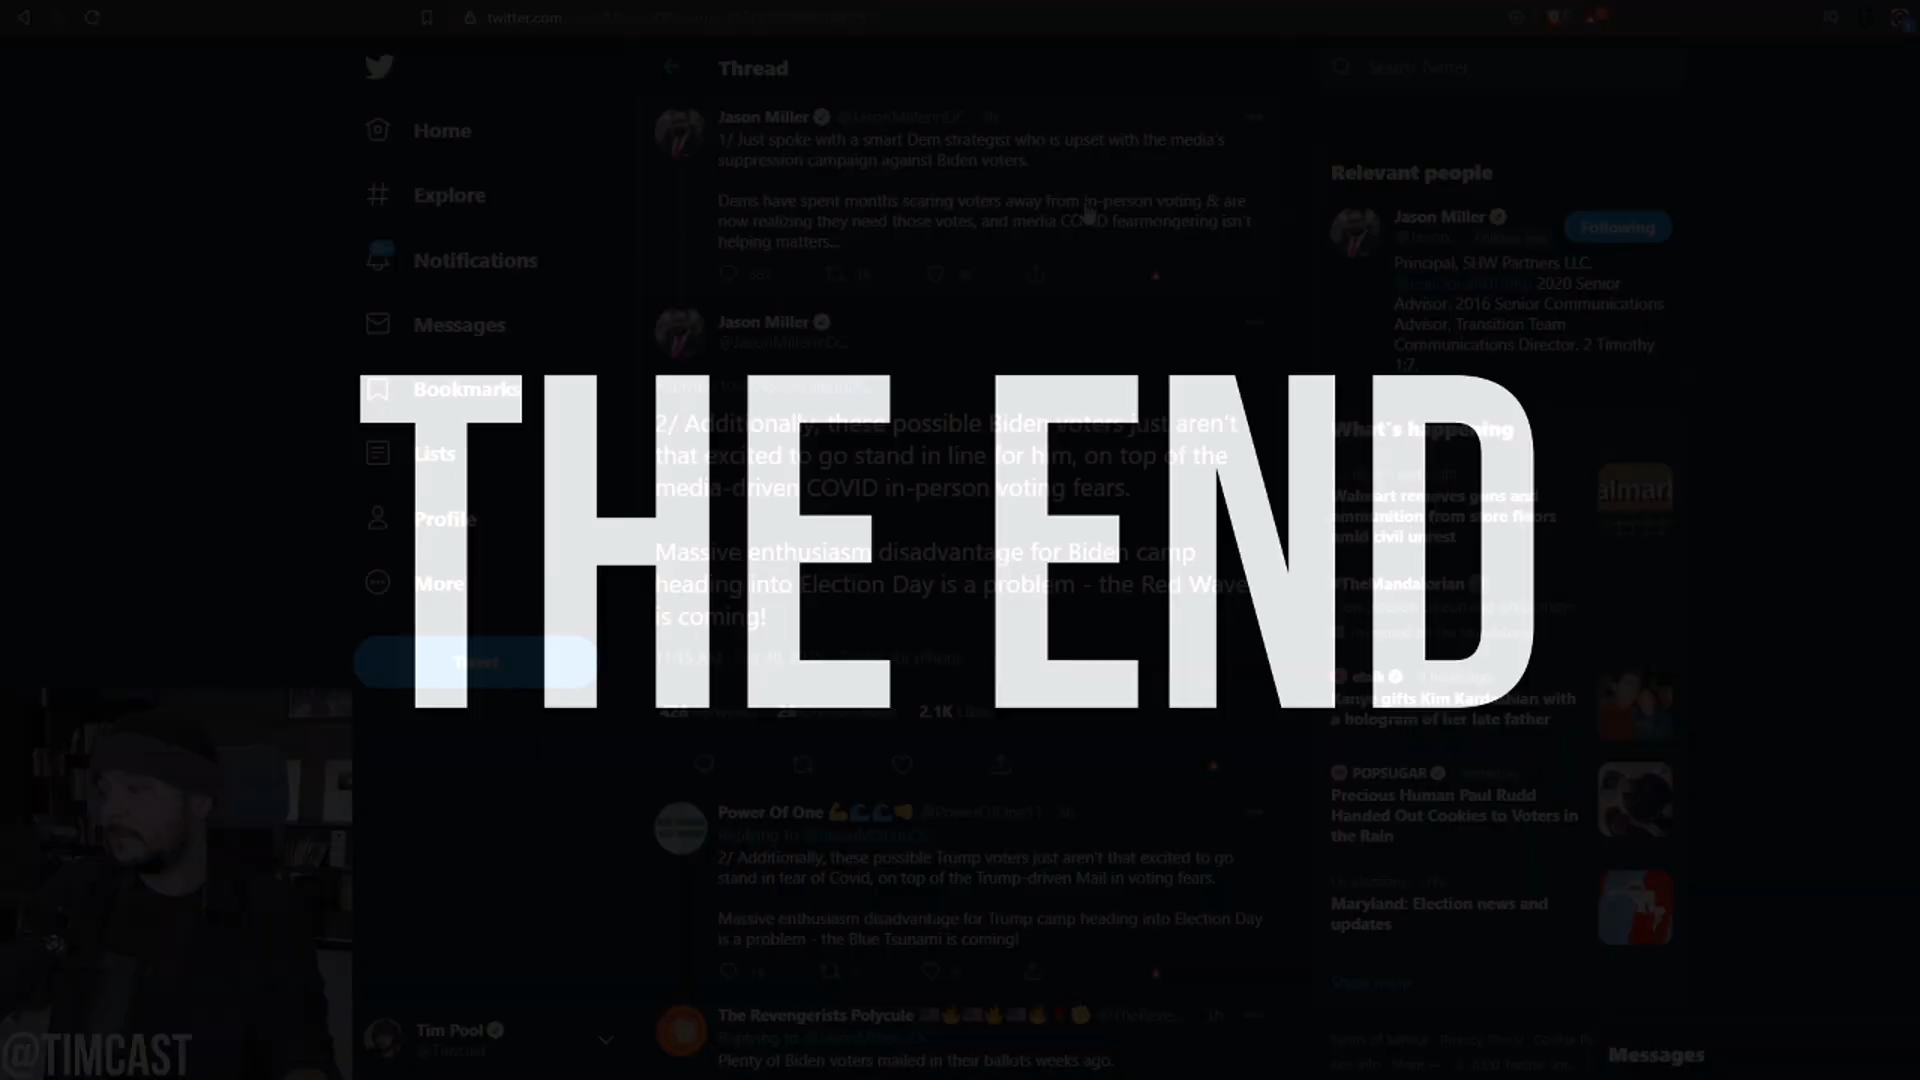 twitter.com
Thread
Search Twitter
Home
Explore
Notifications
Messages
Bookmarks
Lists
Profile
More
Tweet
Jason Miller
1/ Just spoke with a smart Dem strategist who is upset with the media's
suppression campaign against Biden voters.
Dems have spent months scaring voters away from in-person voting & are
now realizing they need those votes, and media COVID fearmongering isn't
helping matters...
Jason Miller
2/ Additionally, these possible Biden voters just aren't
that excited to go stand in line for him, on top of the
media-driven COVID in-person voting fears.
Massive enthusiasm disadvantage for Biden camp
heading into Election Day is a problem - the Red Wave
is coming!
2.1K
THE END
Power Of One
2/ Additionally, these possible Trump voters just aren't that excited to go
stand in fear of Covid, on top of the Trump-driven Mail in voting fears.
Massive enthusiasm disadvantage for Trump camp heading into Election Day
is a problem - the Blue Tsunami is coming!
The Revengerists Polycule
Plenty of Biden voters mailed in their ballots weeks ago.
Relevant people
Jason Miller
Following
Principal, SHW Partners LLC.
2020 Senior
Advisor. 2016 Senior Communications
Advisor, Transition Team
Communications Director. 2 Timothy
1:7.
What's happening
Walmart removes guns and
ammunition from store floors
amid civil unrest
#TheMandalorian
Kanye gifts Kim Kardashian with
a hologram of her late father
POPSUGAR
Precious Human Paul Rudd
Handed Out Cookies to Voters in
the Rain
Maryland: Election news and
updates
Show more
Messages
Tim Pool
@Timcast
@TIMCAST